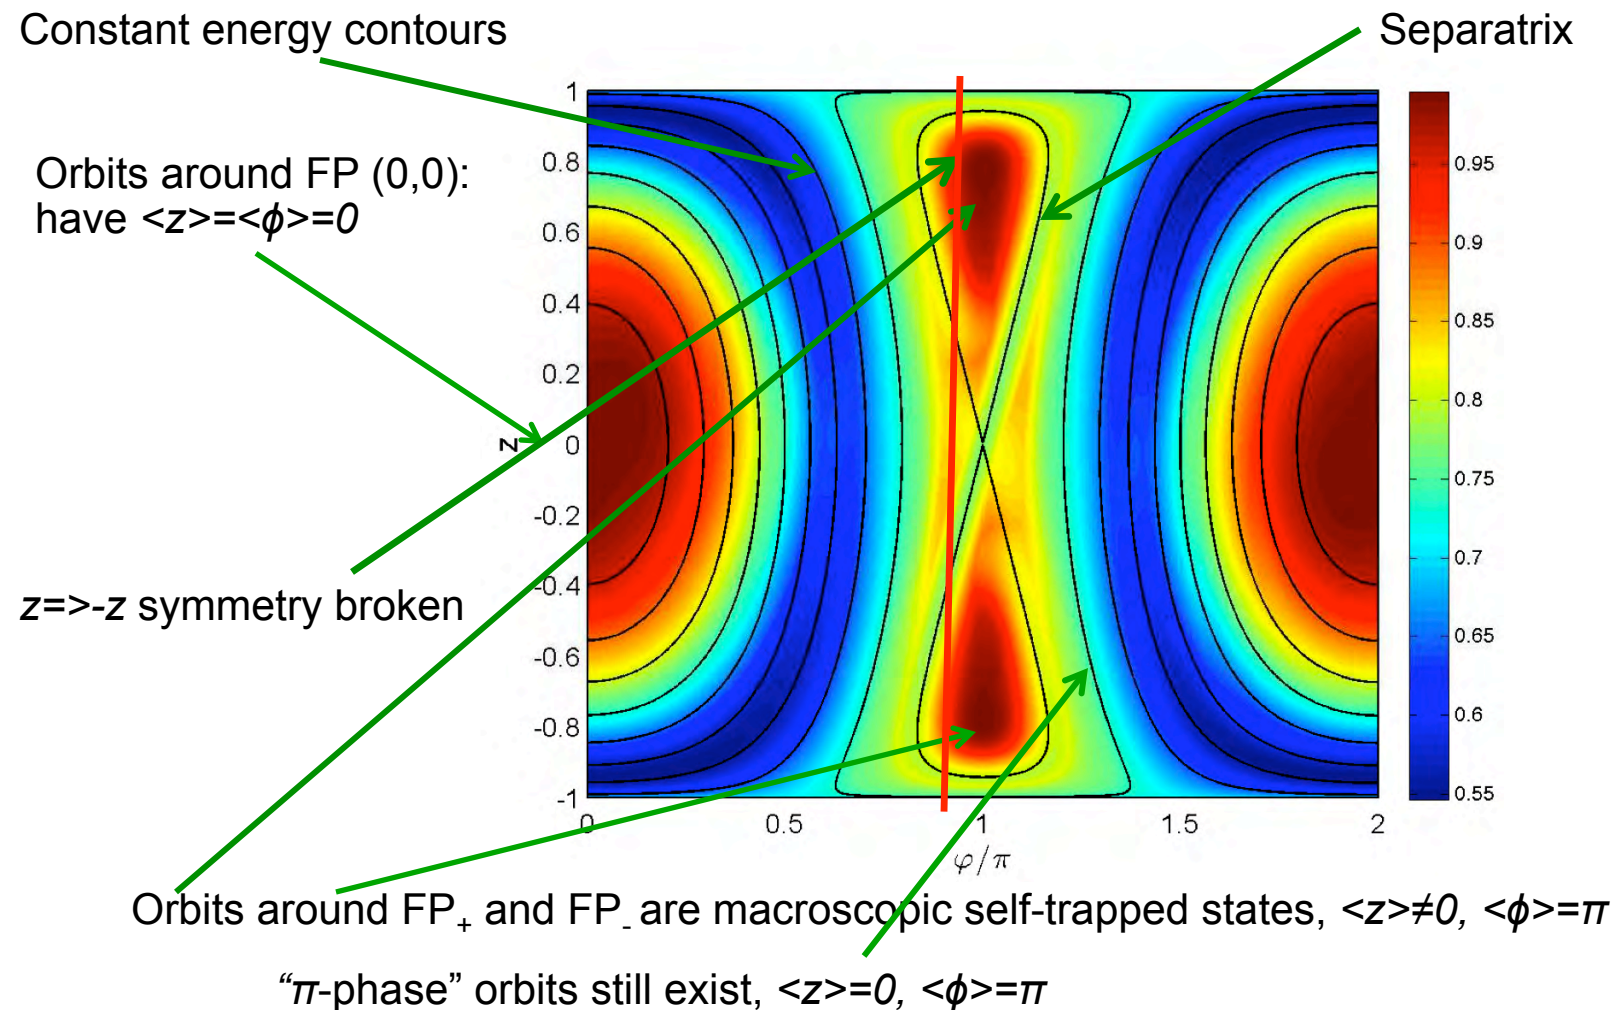 Constant energy contours
Separatrix
Orbits around FP (0,0):
have <z>=<ϕ>=0
z=>-z symmetry broken
1
0.8
0.6
0.4
0.2
0
-0.2
-0.4
-0.6
-0.8
-1
z
0
0.5
1
1.5
2
φ/π
0.95
0.9
0.85
0.8
0.75
0.7
0.65
0.6
0.55
Orbits around FP+ and FP- are macroscopic self-trapped states, <z>≠0, <ϕ>=π
“π-phase” orbits still exist, <z>=0, <ϕ>=π